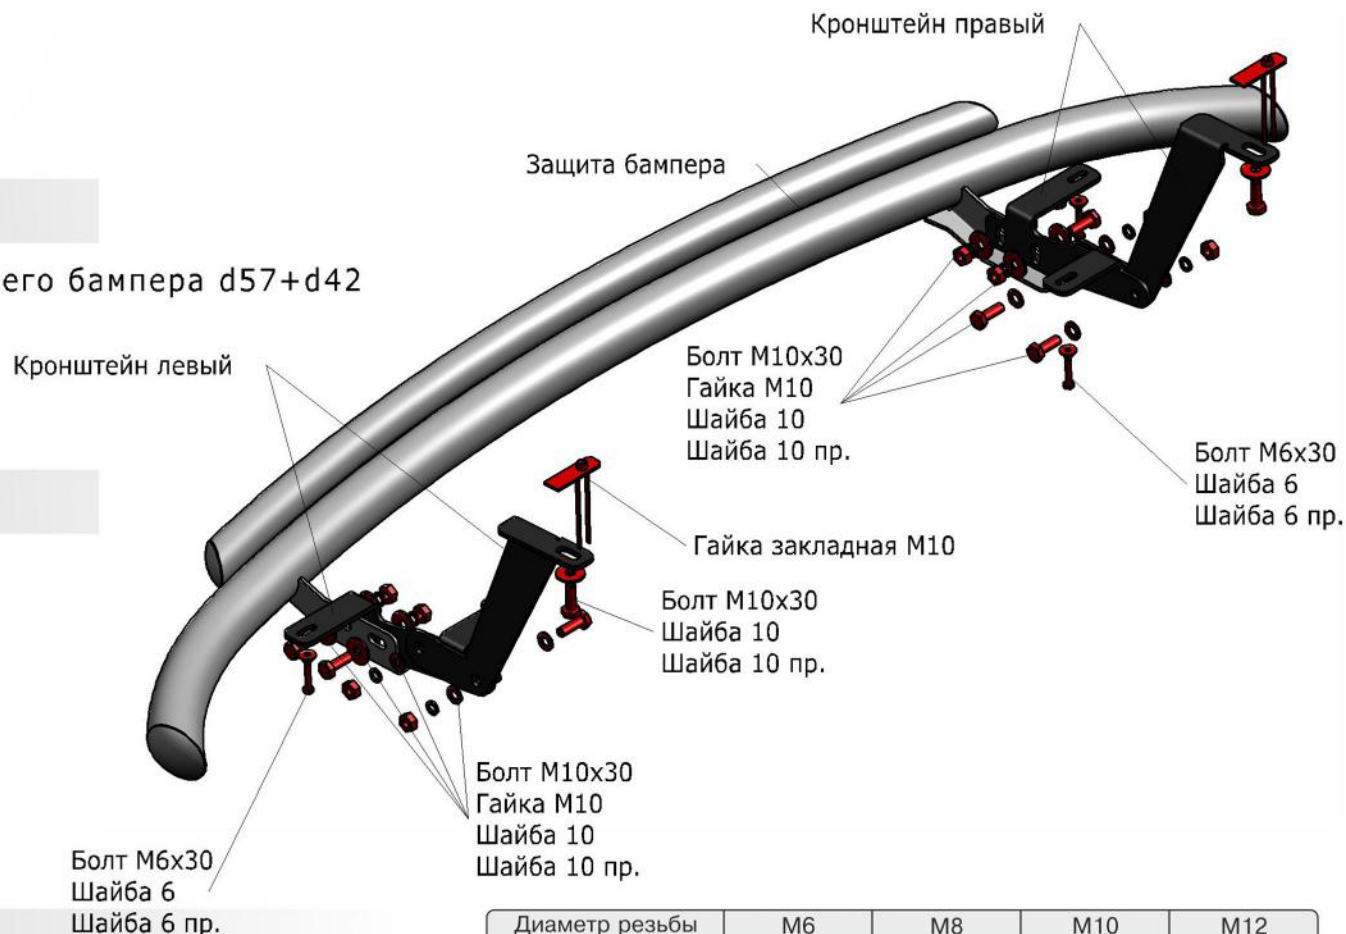 Кронштейн правый
Защита бампера
его бампера d57+d42
Кронштейн левый
Болт М10х30
Гайка М10
Шайба 10
Шайба 10 пр.
Болт М6х30
Шайба 6
Шайба 6 пр.
Гайка закладная М10
Болт М10х30
Шайба 10
Шайба 10 пр.
Болт М10х30
Гайка М10
Шайба 10
Шайба 10 пр.
Болт М6х30
Шайба 6
Шайба 6 пр.
Диаметр резьбы М6 М8 М10 М12